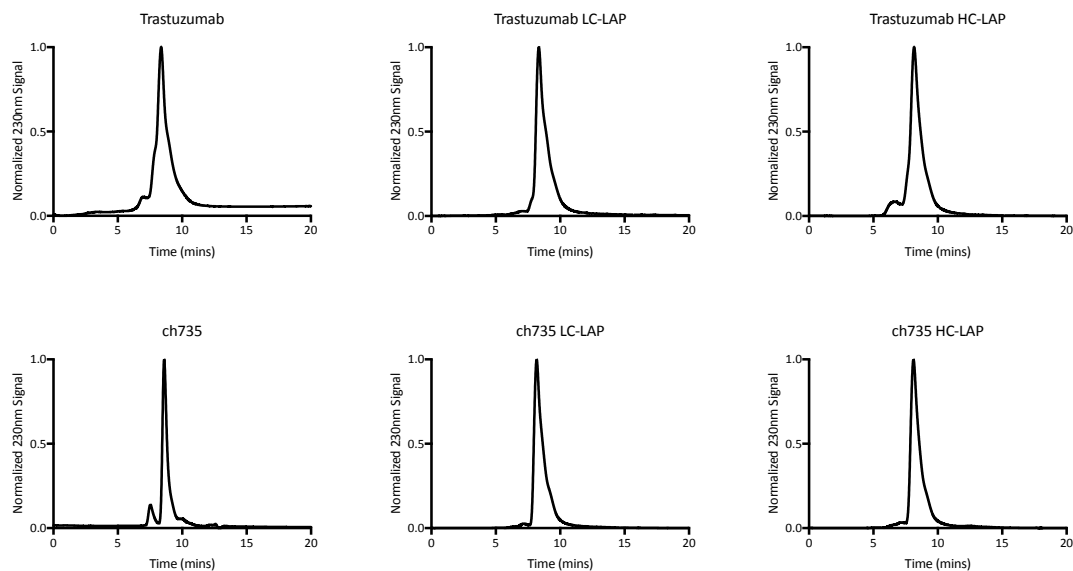 Trastuzumab
Trastuzumab LC-LAP
Trastuzumab HC-LAP
Normalized 230nm Signal
1.0
0.5
0.0
0 5 10 15 20
Time (mins)
Normalized 230nm Signal
1.0
0.5
0.0
0 5 10 15 20
Time (mins)
Normalized 230nm Signal
1.0
0.5
0.0
0 5 10 15 20
Time (mins)
ch735
ch735 LC-LAP
ch735 HC-LAP
Normalized 230nm Signal
1.0
0.5
0.0
0 5 10 15 20
Time (mins)
Normalized 230nm Signal
1.0
0.5
0.0
0 5 10 15 20
Time (mins)
Normalized 230nm Signal
1.0
0.5
0.0
0 5 10 15 20
Time (mins)